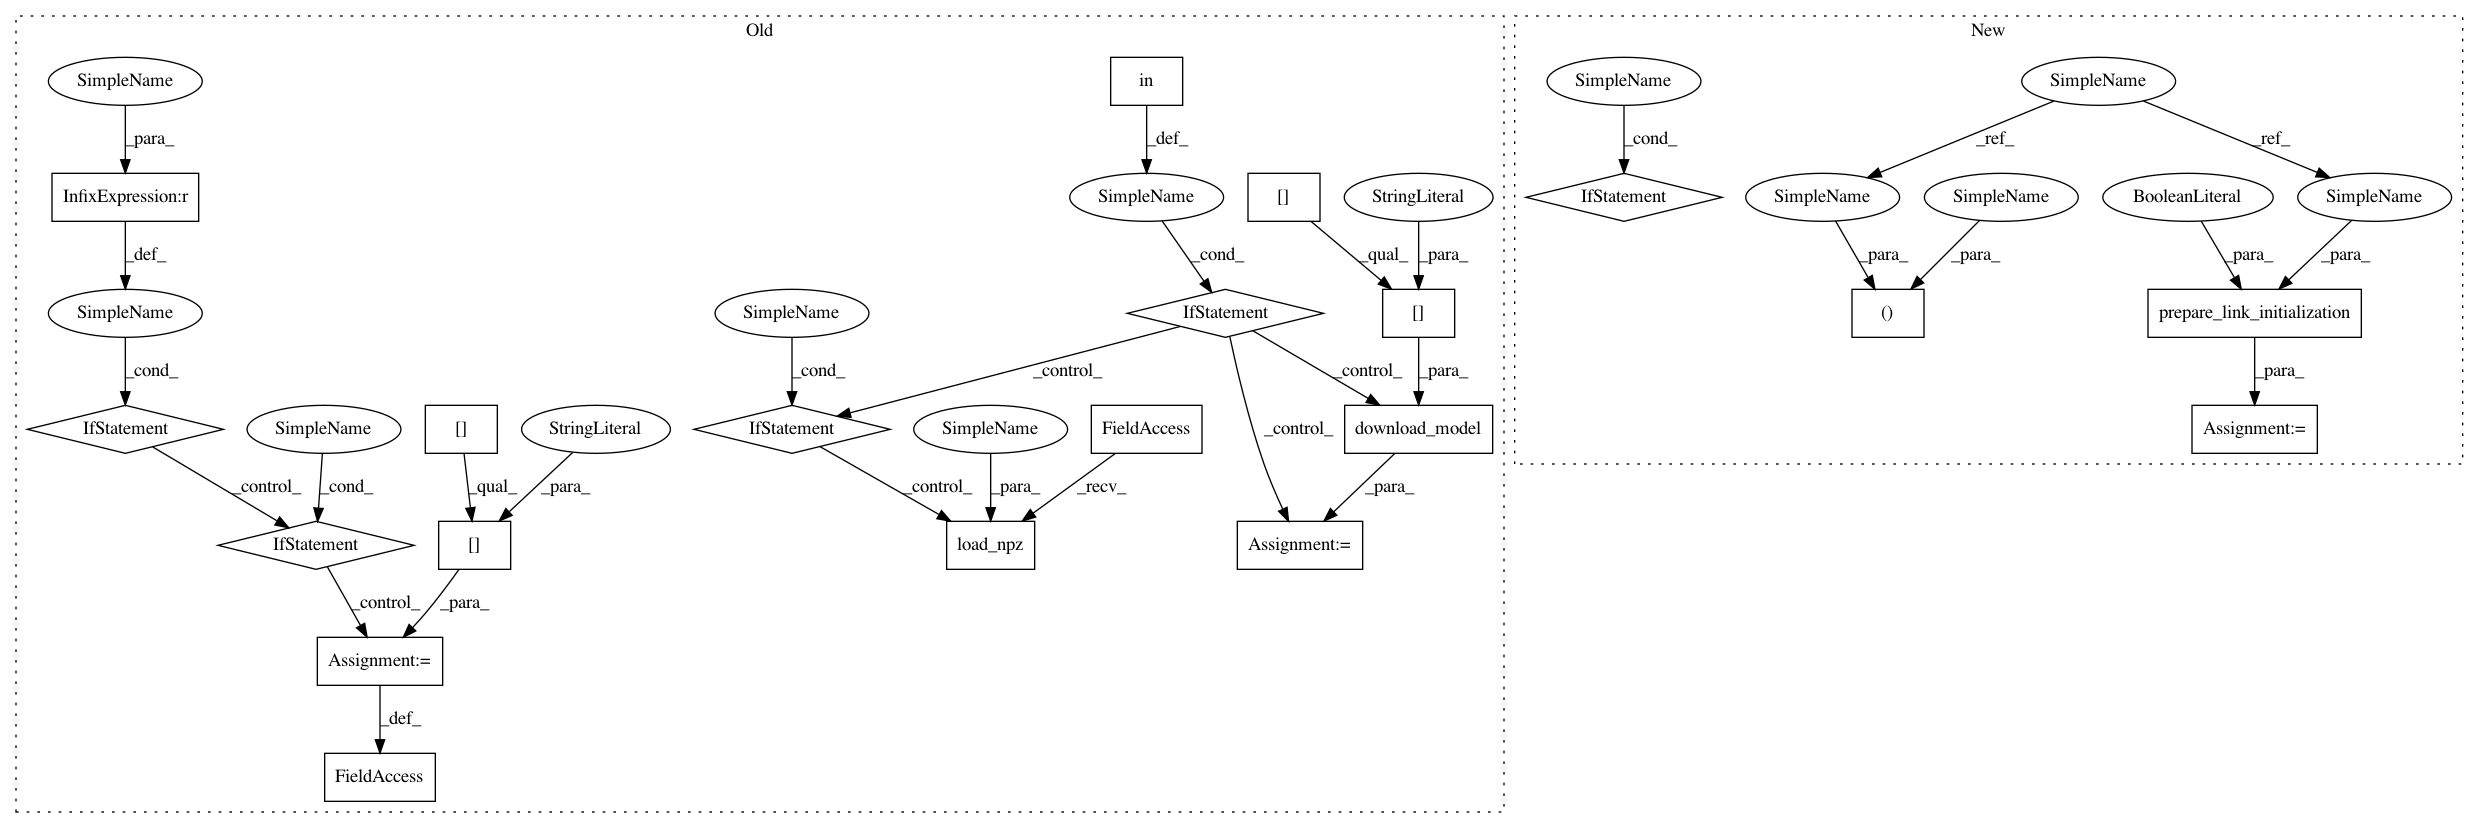 Old
New
SimpleName
in
SimpleName
SimpleName
_para_
_def_
_cond_
_ref_
_ref_
InfixExpression:r
SimpleName
[]
StringLiteral
IfStatement
SimpleName
SimpleName
BooleanLiteral
SimpleName
_def_
_cond_
_qual_
_para_
_para_
_para_
_para_
_para_
SimpleName
SimpleName
IfStatement
[]
()
prepare_link_initialization
_cond_
_cond_
_control_
_control_
_para_
_para_
IfStatement
SimpleName
[]
StringLiteral
IfStatement
SimpleName
FieldAccess
_control_
download_model
Assignment:=
_control_
_cond_
_qual_
_para_
_control_
_para_
_recv_
_para_
IfStatement
[]
load_npz
Assignment:=
_control_
_para_
Assignment:=
_def_
FieldAccess